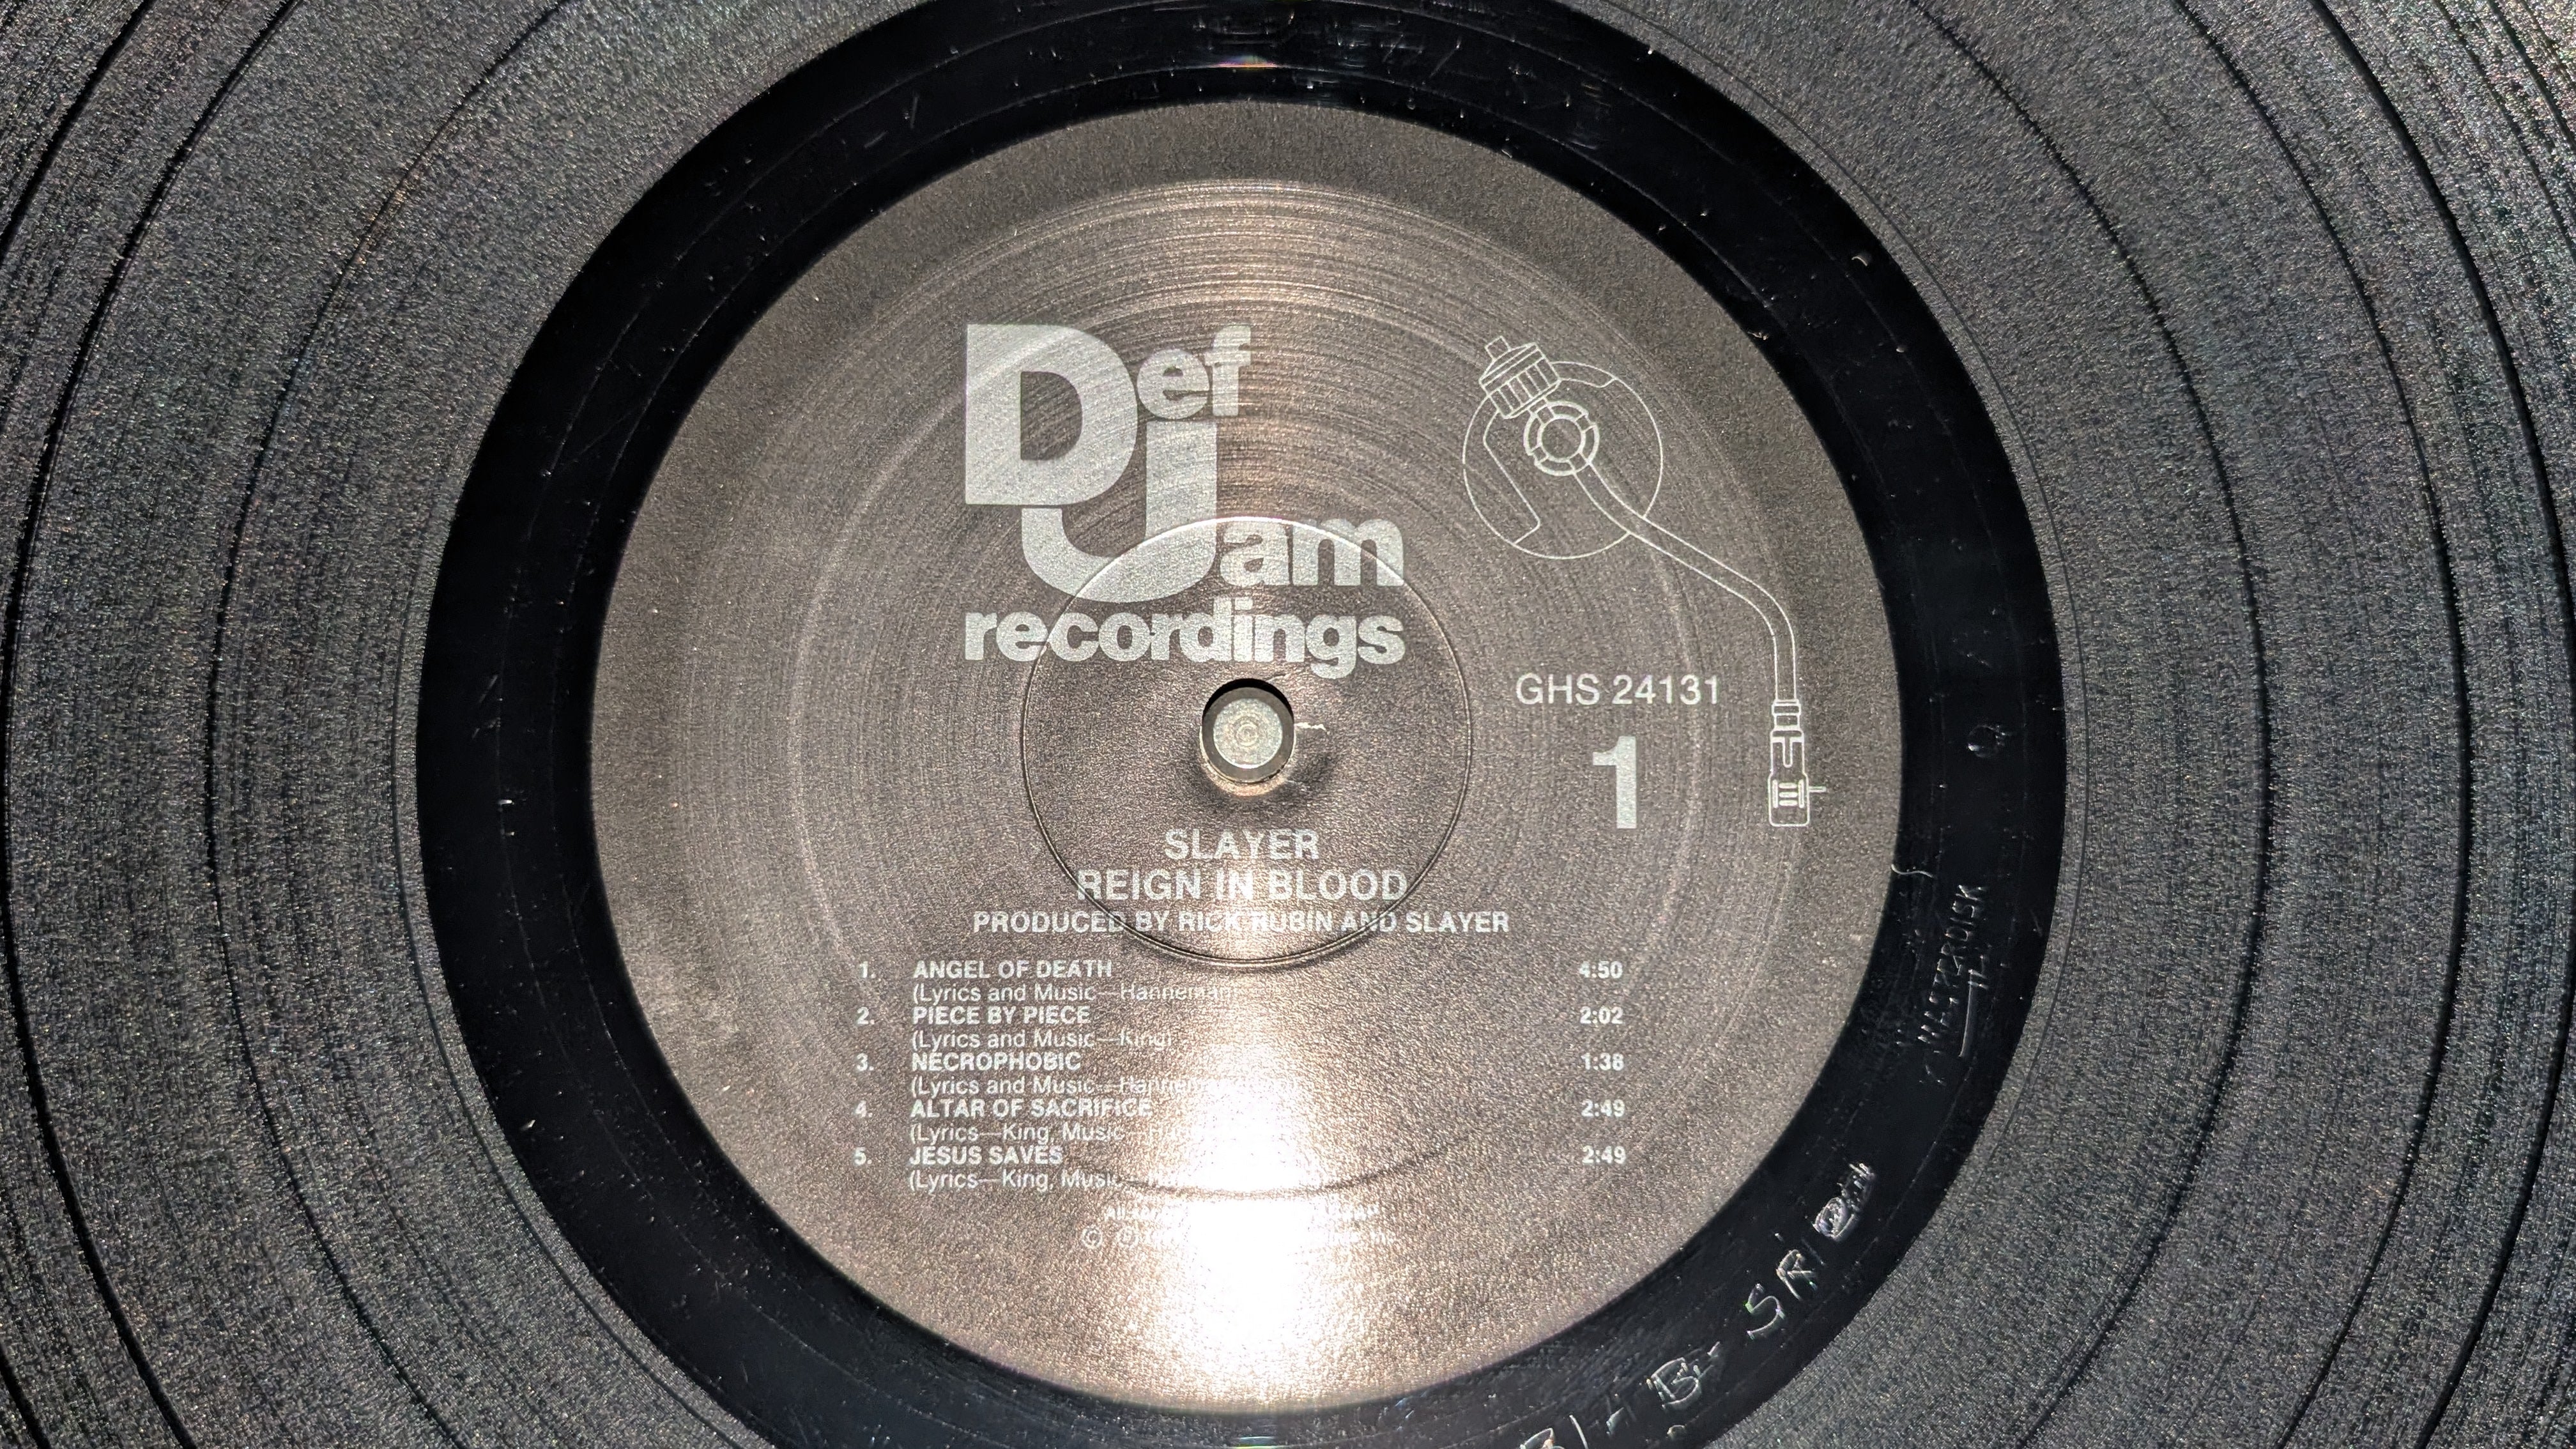 Def
Jam
recordings
GHS 24131
1
SLAYER
REIGN IN BLOOD
PRODUCED BY RICK RUBIN AND SLAYER
1. ANGEL OF DEATH 4:50
(Lyrics and Music—Hanneman)
2. PIECE BY PIECE 2:02
(Lyrics and Music—King)
3. NECROPHOBIC 1:38
(Lyrics and Music—Hanneman
4. ALTAR OF SACRIFICE 2:49
(Lyrics—King, Music—
5. JESUS SAVES 2:49
(Lyrics—King, Music—
©
MASTERDISK
SR